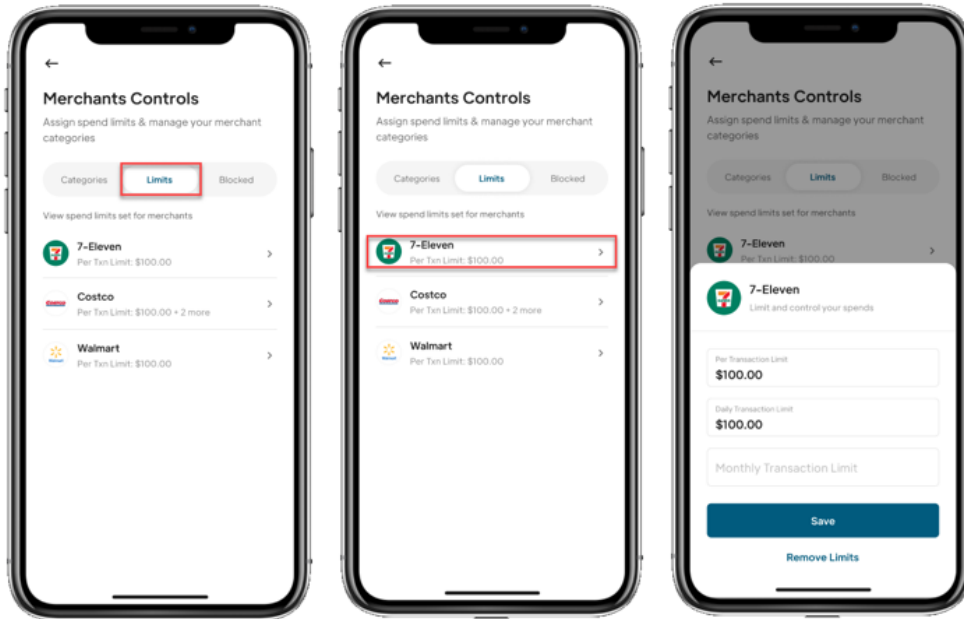 Merchants Controls
Assign spend limits & manage your merchant
categories
Categories Limits Blocked
View spend limits set for merchants
7-Eleven
Per Txn Limit: $100.00
Costco
Per Txn Limit: $100.00 + 2 more
Walmart
Per Txn Limit: $100.00
Merchants Controls
Assign spend limits & manage your merchant
categories
Categories Limits Blocked
View spend limits set for merchants
7-Eleven
Per Txn Limit: $100.00
Costco
Per Txn Limit: $100.00 + 2 more
Walmart
Per Txn Limit: $100.00
Merchants Controls
Assign spend limits & manage your merchant
categories
Categories Limits Blocked
View spend limits set for merchants
7-Eleven
Per Txn Limit: $100.00
7-Eleven
Limit and control your spends
Per Transaction Limit
$100.00
Daily Transaction Limit
$100.00
Monthly Transaction Limit
Save
Remove Limits